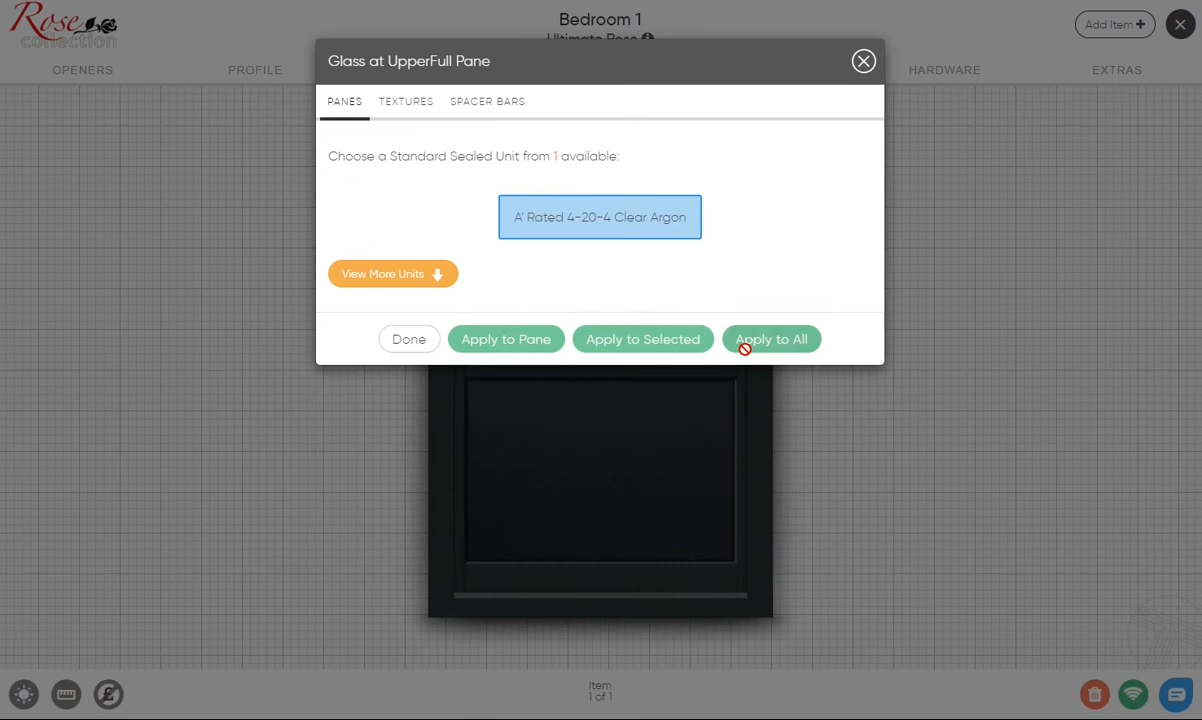 Rose
collection
Bedroom 1
Ultimate Rose
Add Item +
OPENERS
PROFILE
HARDWARE
EXTRAS
Glass at UpperFull Pane
PANES
TEXTURES
SPACER BARS
Choose a Standard Sealed Unit from 1 available:
A' Rated 4-20-4 Clear Argon
View More Units
Done
Apply to Pane
Apply to Selected
Apply to All
Item
1 of 1